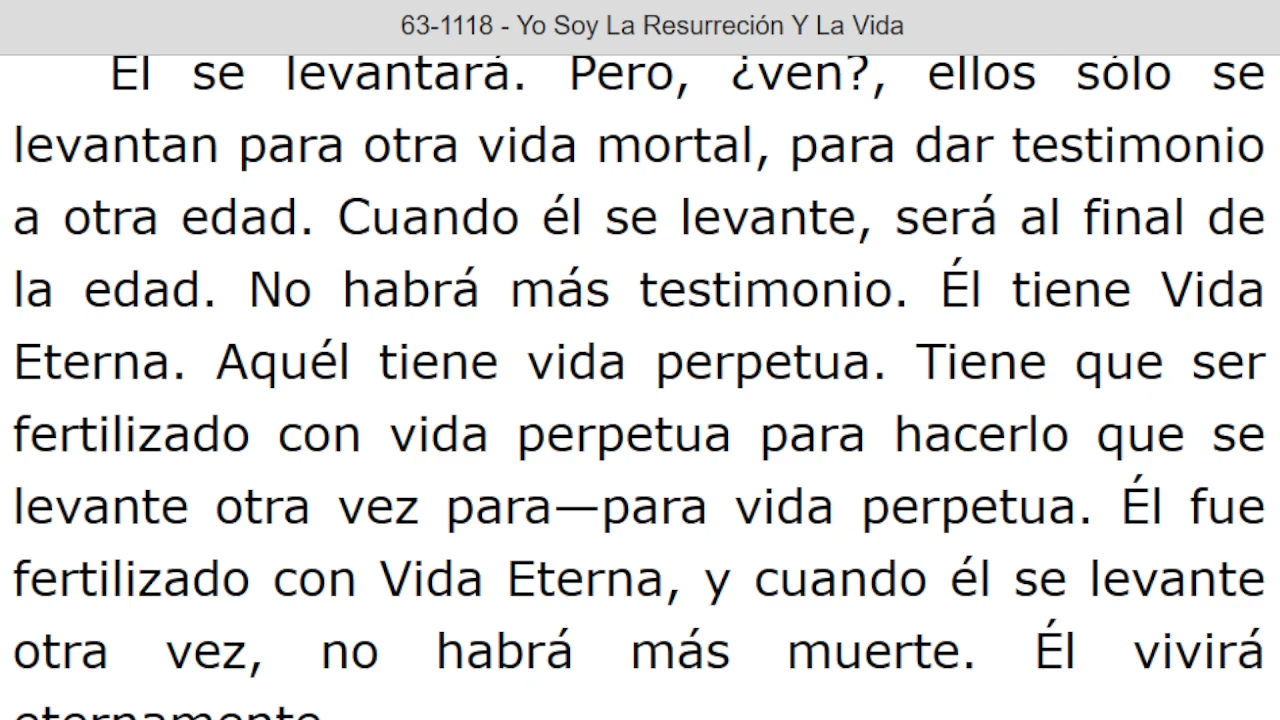 63-1118 - Yo Soy La Resurreción Y La Vida
Él se levantará. Pero, ¿ven?, ellos sólo se
levantan para otra vida mortal, para dar testimonio
a otra edad. Cuando él se levante, será al final de
la edad. No habrá más testimonio. Él tiene Vida
Eterna. Aquél tiene vida perpetua. Tiene que ser
fertilizado con vida perpetua para hacerlo que se
levante otra vez para—para vida perpetua. Él fue
fertilizado con Vida Eterna, y cuando él se levante
otra vez, no habrá más muerte. Él vivirá
eternamente.